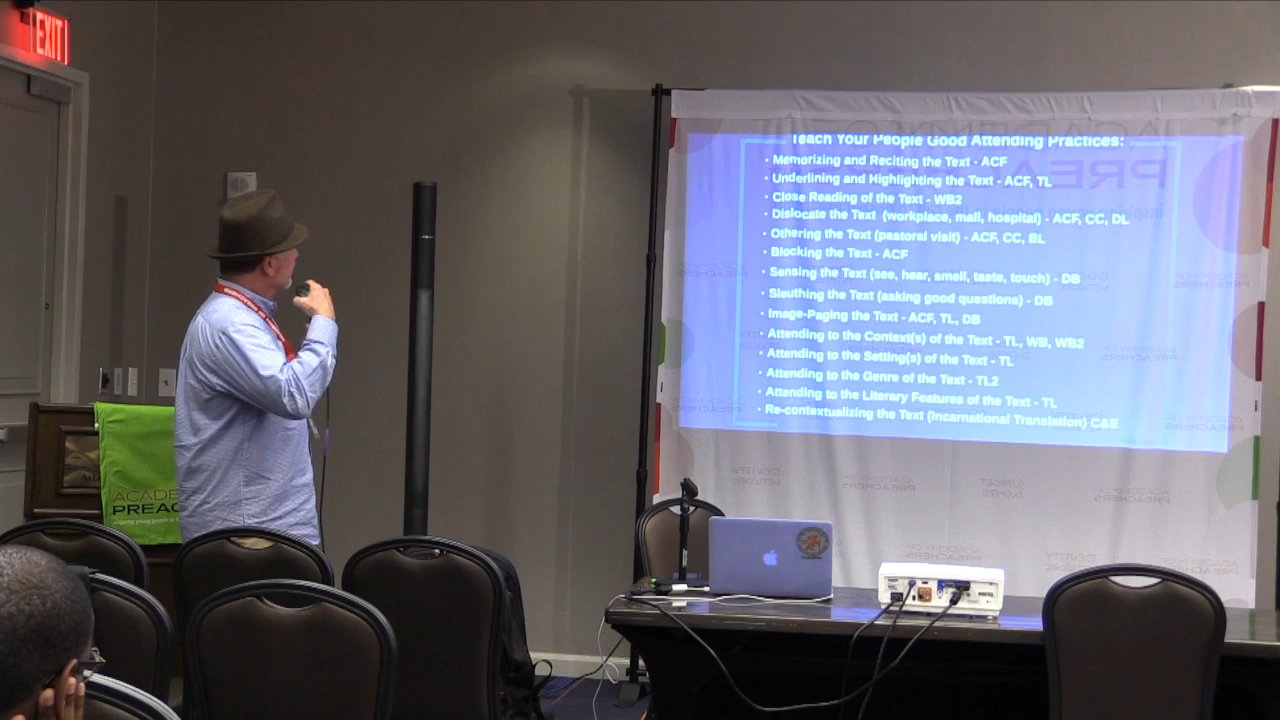 EXIT
Teach Your People Good Attending Practices:
• Memorizing and Reciting the Text - ACF
• Underlining and Highlighting the Text - ACF, TL
• Close Reading of the Text - WB2
• Dislocate the Text (workplace, mall, hospital) - ACF, CC, DL
• Othering the Text (pastoral visit) - ACF, CC, BL
• Blocking the Text - ACF
• Sensing the Text (see, hear, smell, taste, touch) - DB
• Sleuthing the Text (asking good questions) - DB
• Image-Paging the Text - ACF, TL, DB
• Attending to the Context(s) of the Text - TL, WB, WB2
• Attending to the Setting(s) of the Text - TL
• Attending to the Genre of the Text - TL2
• Attending to the Literary Features of the Text - TL
• Re-contextualizing the Text (Incarnational Translation) C&E
ACADE
PREAC